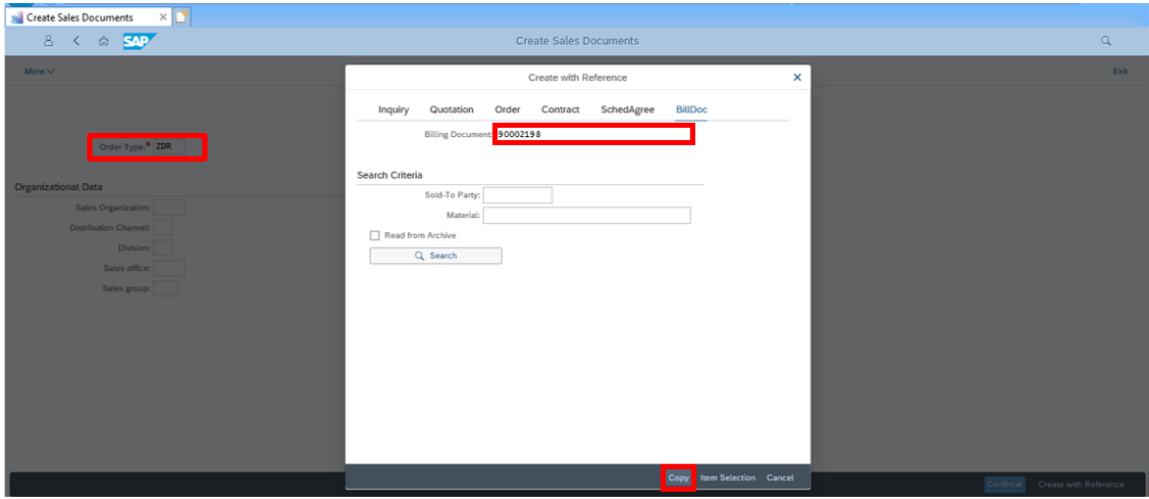 Create Sales Documents
SAP
Create Sales Documents
More
Exit
Order Type:* ZDR
Organizational Data
Sales Organization:
Distribution Channel:
Division:
Sales office:
Sales group:
Create with Reference
Inquiry Quotation Order Contract SchedAgree BillDoc
Billing Document: 90002198
Search Criteria
Sold-To Party:
Material:
Read from Archive
Search
Copy Item Selection Cancel
Continue Create with Reference